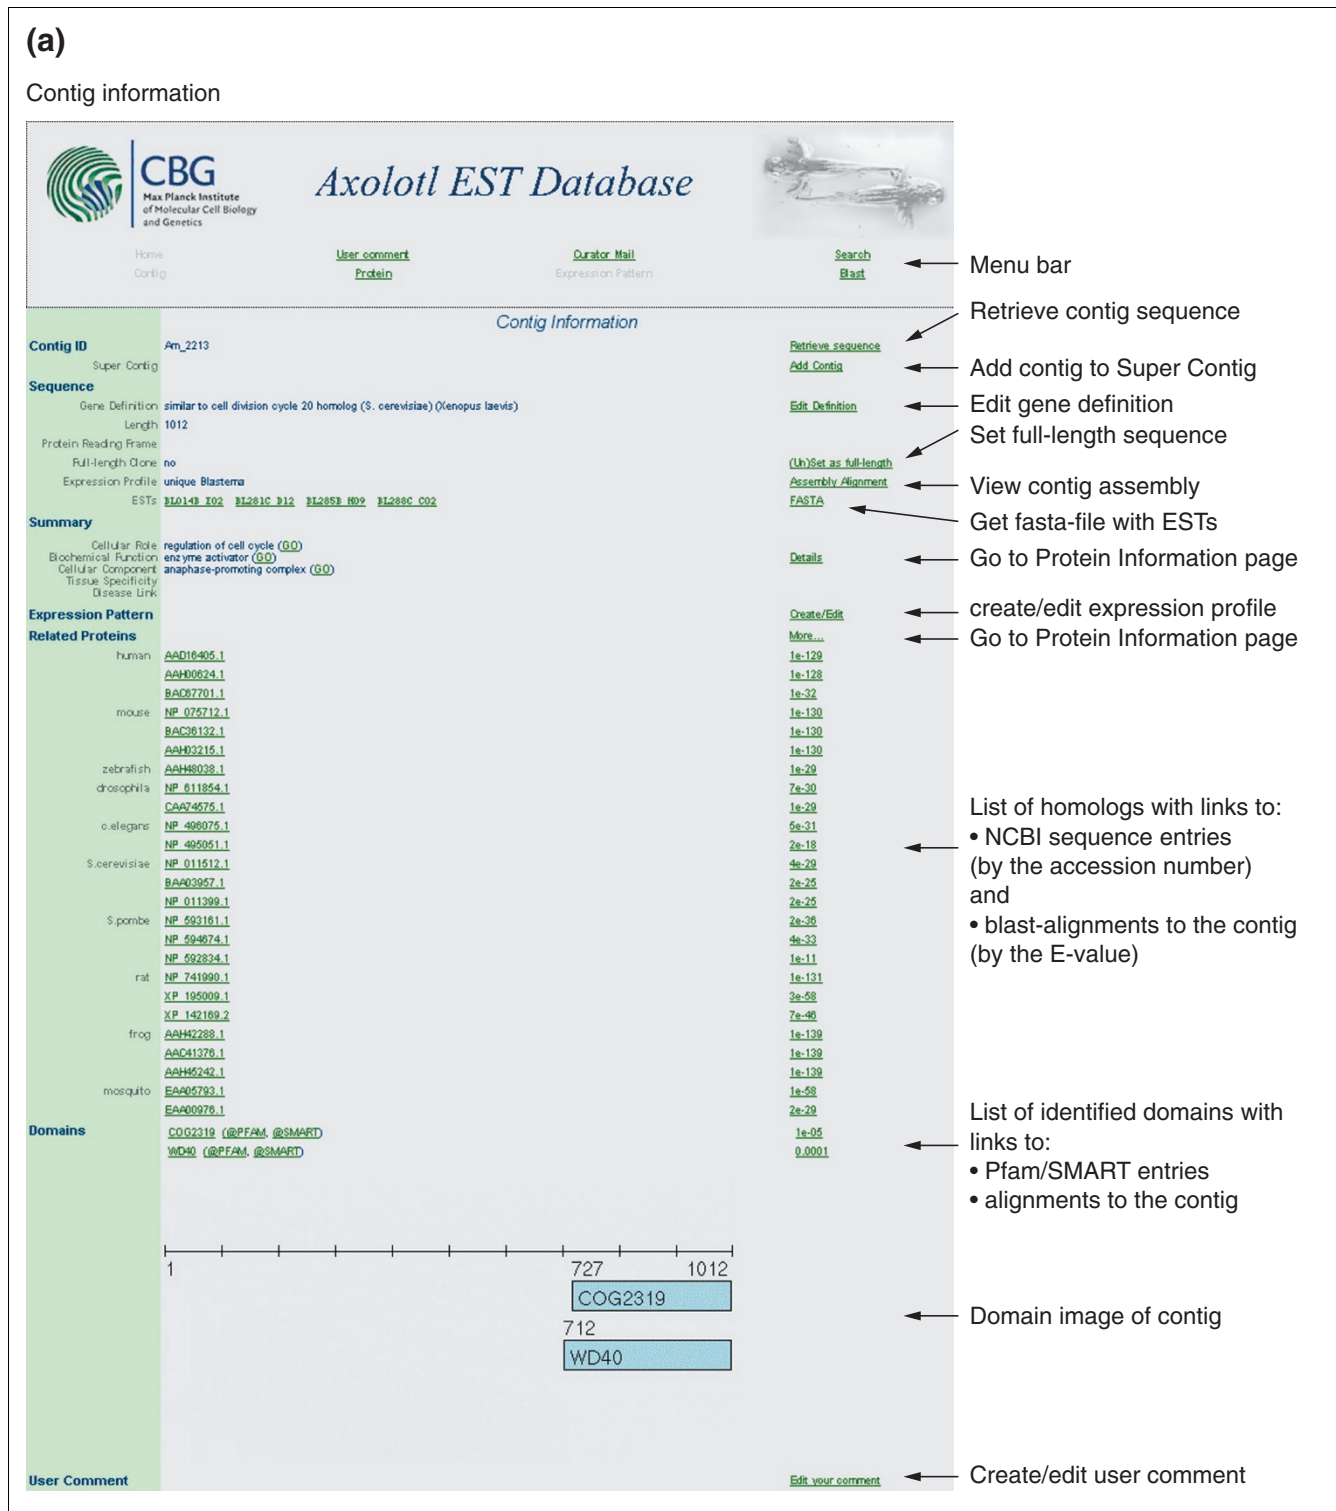 (a)
Contig information
CBG
Max Planck Institute
of Molecular Cell Biology
and Genetics
Axolotl EST Database
Home User comment Curator Mail Search
Contig Protein Expression Pattern Blast
Menu bar
Contig Information
Retrieve contig sequence
Contig ID Am_2213 Retrieve sequence
Super Contig Add Contig
Add contig to Super Contig
Sequence
Gene Definition similar to cell division cycle 20 homolog (S. cerevisiae) (Xenopus laevis) Edit Definition
Edit gene definition
Length 1012
Set full-length sequence
Protein Reading Frame
Full-length Clone no (Un)Set as full-length
Expression Profile unique Blastema Assembly Alignment
View contig assembly
ESTs BL014B_E02 BL281C_D12 BL285B_H09 BL288C_C02 FASTA
Get fasta-file with ESTs
Summary
Cellular Role regulation of cell cycle (GO)
Biochemical Function enzyme activator (GO) Details
Go to Protein Information page
Cellular Component anaphase-promoting complex (GO)
Tissue Specificity
Disease Link
Expression Pattern Create/Edit
create/edit expression profile
Related Proteins More...
Go to Protein Information page
human AAD16405.1 1e-129
AAH00624.1 1e-128
BAC87701.1 1e-32
mouse NP_075712.1 1e-130
BAC36132.1 1e-130
AAH03215.1 1e-130
zebrafish AAH48038.1 1e-29
drosophila NP_611854.1 7e-30
CAA74575.1 1e-29
c.elegans NP_496075.1 5e-31
NP_495051.1 2e-18
S.cerevisiae NP_011512.1 4e-29
BAA03957.1 2e-25
NP_011399.1 2e-25
S.pombe NP_593161.1 2e-36
NP_594674.1 4e-33
NP_592834.1 1e-11
rat NP_741990.1 1e-131
XP_195009.1 3e-58
XP_142169.2 7e-46
frog AAH42288.1 1e-139
AAC41376.1 1e-139
AAH45242.1 1e-139
mosquito EAA05793.1 1e-58
EAA00976.1 2e-29
List of homologs with links to:
• NCBI sequence entries
(by the accession number)
and
• blast-alignments to the contig
(by the E-value)
Domains COG2319 (@PFAM, @SMART) 1e-05
WD40 (@PFAM, @SMART) 0.0001
List of identified domains with
links to:
• Pfam/SMART entries
• alignments to the contig
1 727 1012
COG2319
712
WD40
Domain image of contig
User Comment Edit your comment
Create/edit user comment